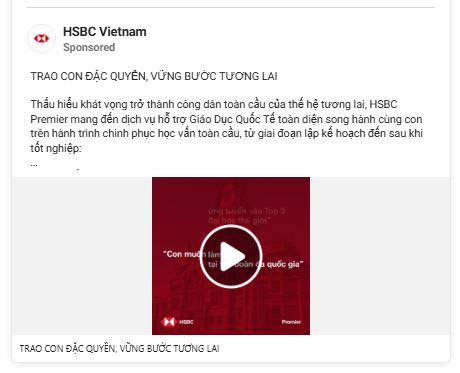 HSBC Vietnam
Sponsored
TRAO CON ĐẶC QUYỀN, VỮNG BƯỚC TƯƠNG LAI
Thấu hiểu khát vọng trở thành công dân toàn cầu của thế hệ tương lai, HSBC
Premier mang đến dịch vụ hỗ trợ Giáo Dục Quốc Tế toàn diện song hành cùng con
trên hành trình chinh phục học vấn toàn cầu, từ giai đoạn lập kế hoạch đến sau khi
tốt nghiệp:
...
ứng tuyển vào Top 3
đại học thế giới"
"Con muốn làm
tại đoàn đa quốc gia"
HSBC
Premier
TRAO CON ĐẶC QUYỀN, VỮNG BƯỚC TƯƠNG LAI